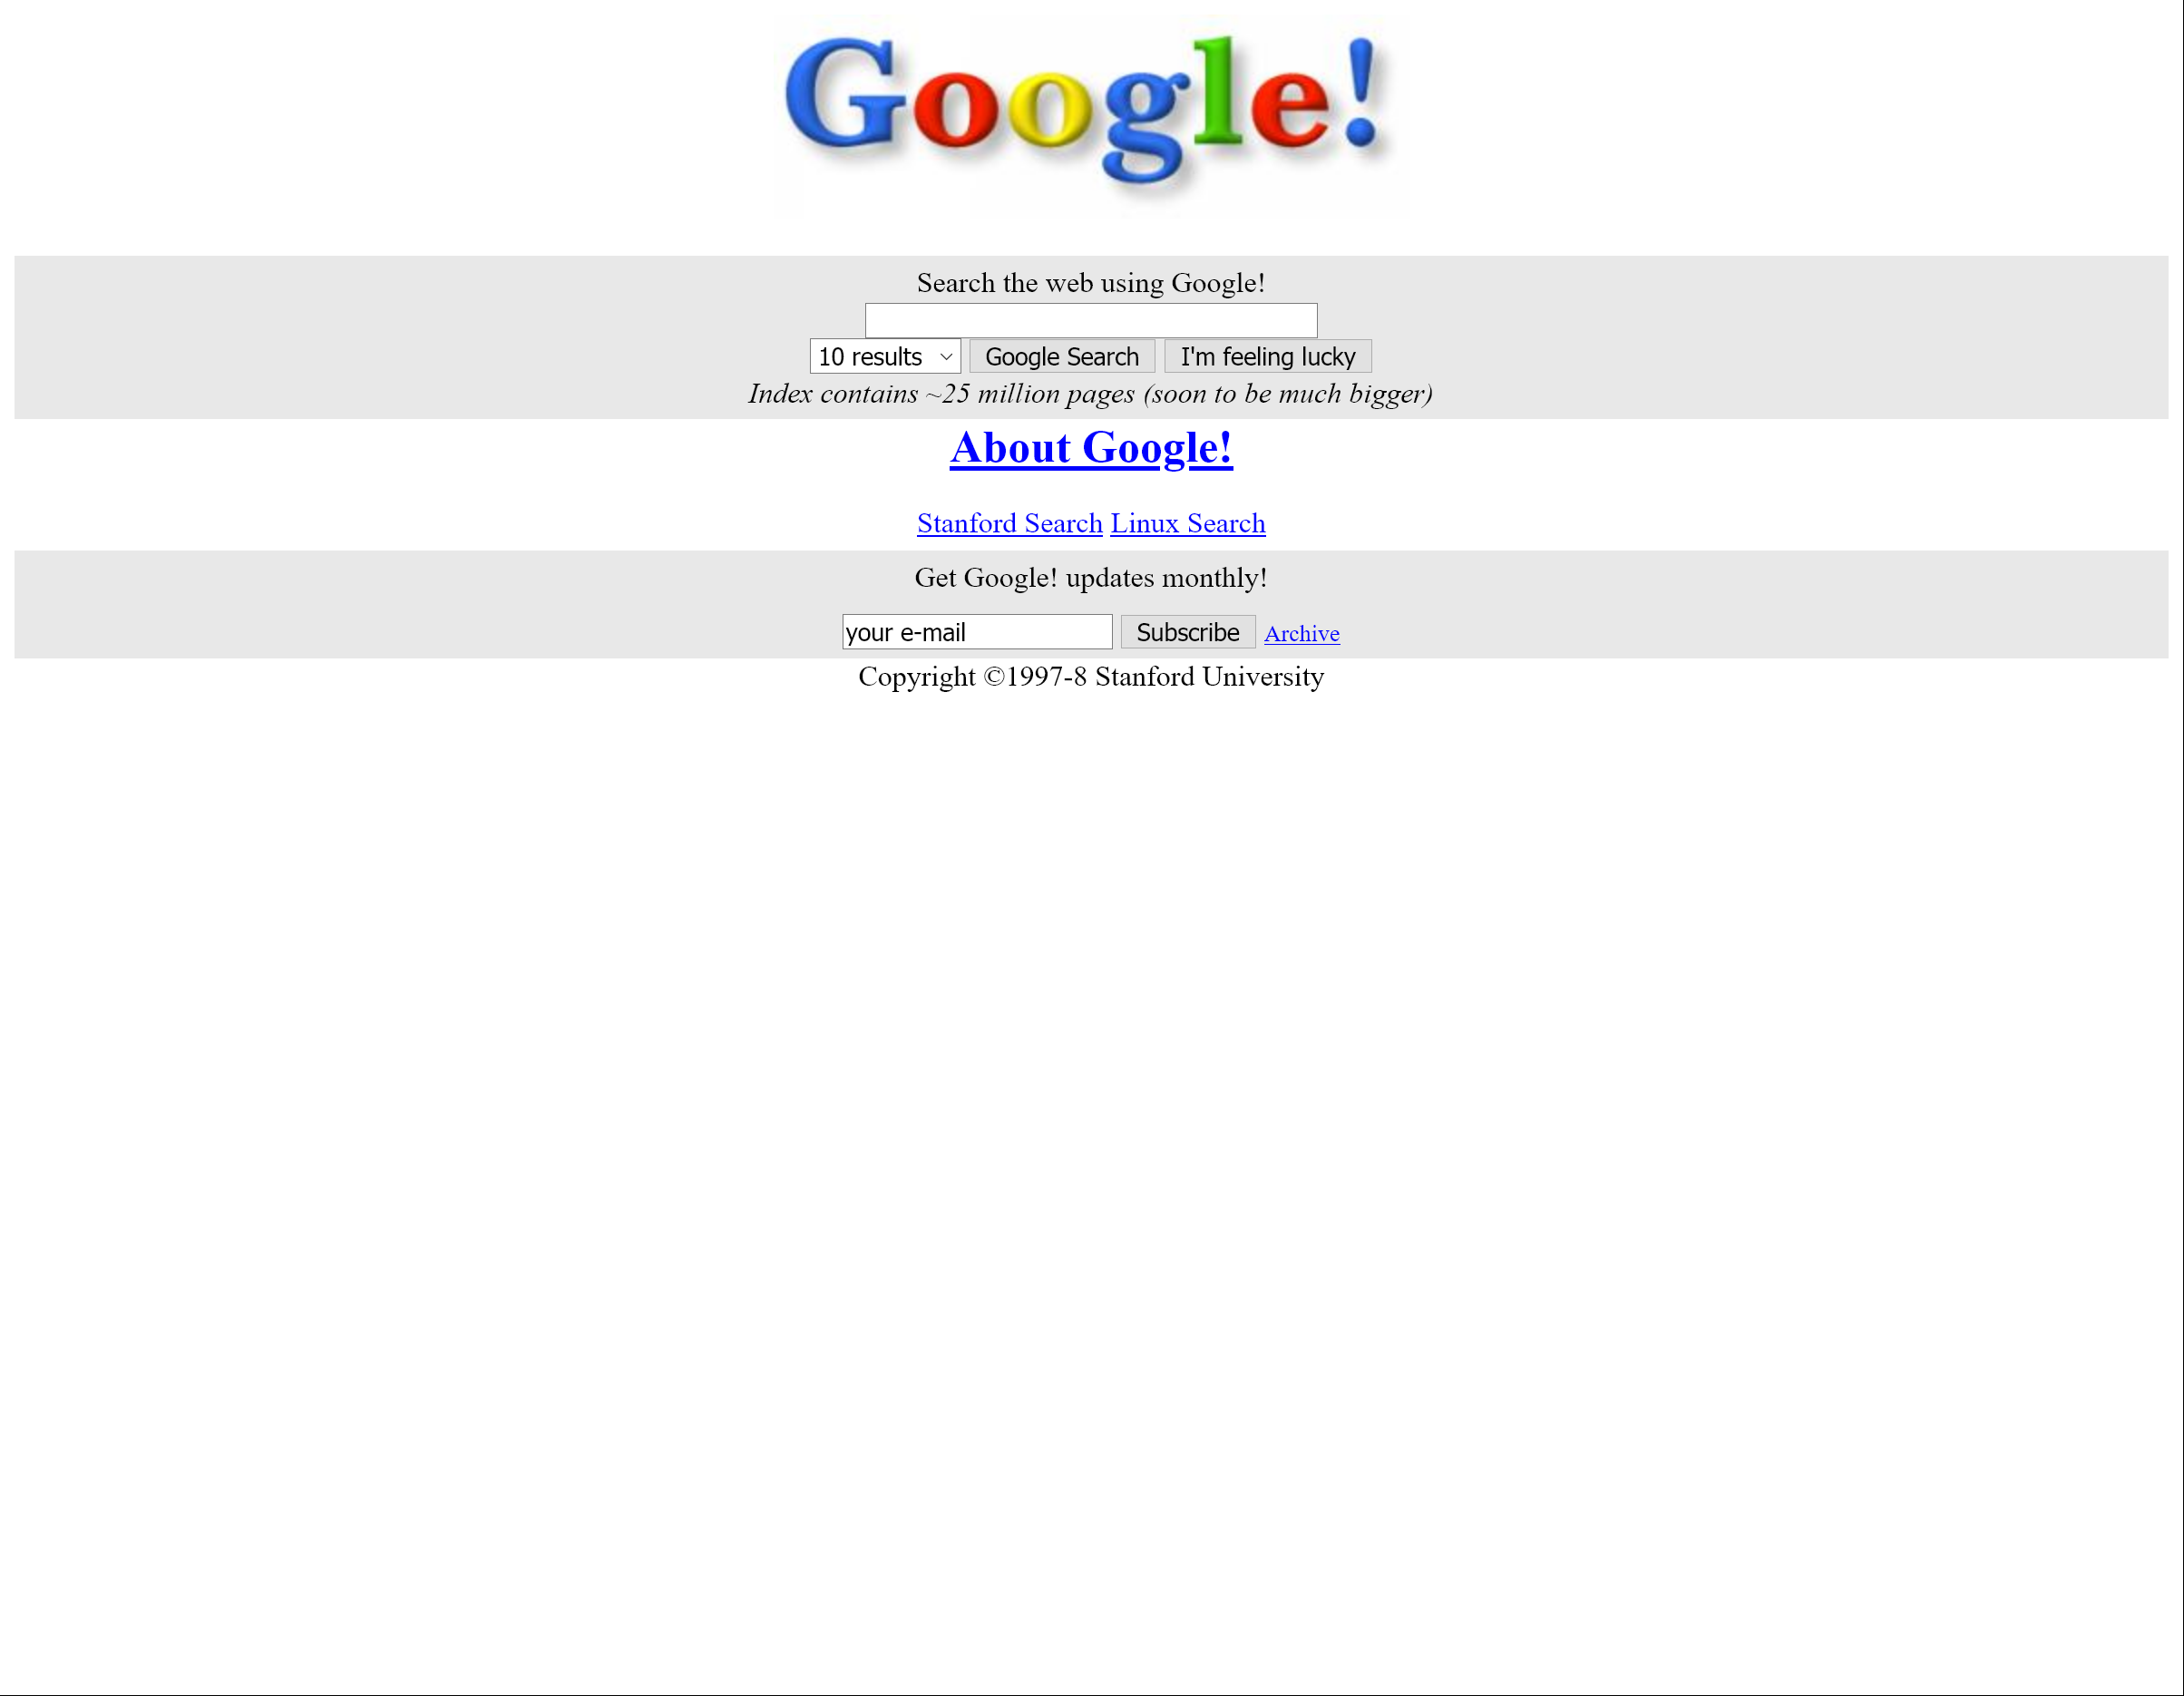 Google!
Search the web using Google!
10 results Google Search I'm feeling lucky
Index contains ~25 million pages (soon to be much bigger)
About Google!
Stanford Search Linux Search
Get Google! updates monthly!
your e-mail Subscribe Archive
Copyright ©1997-8 Stanford University